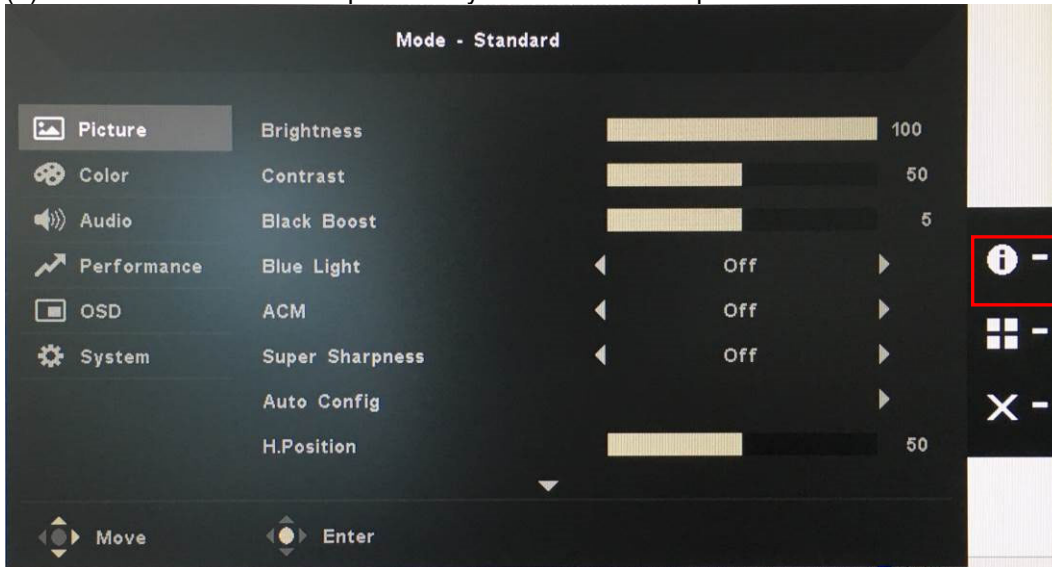 Mode - Standard
Picture
Brightness 100
Color
Contrast 50
Audio
Black Boost 5
Performance
Blue Light Off
OSD
ACM Off
System
Super Sharpness Off
Auto Config
H.Position 50
Move Enter